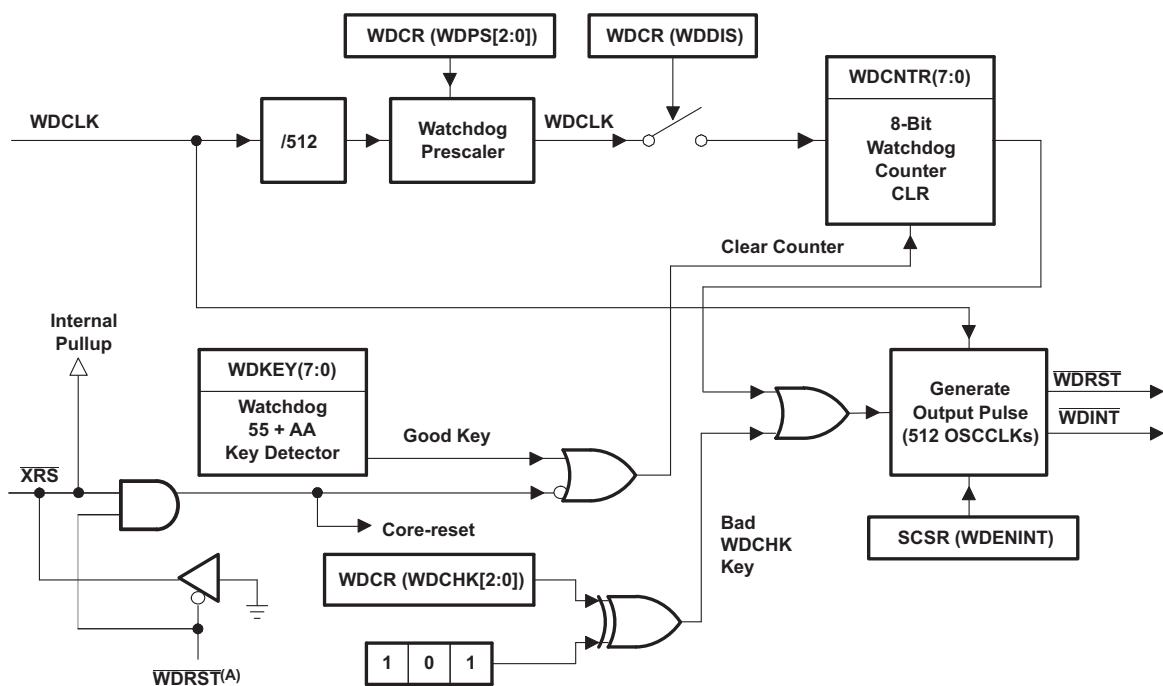 WDCR (WDPS[2:0])
WDCR (WDDIS)
WDCNTR(7:0)
8-Bit
Watchdog
Counter
CLR
WDCLK
/512
Watchdog
Prescaler
WDCLK
Clear Counter
Internal
Pullup
WDKEY(7:0)
Watchdog
55 + AA
Key Detector
Good Key
Generate
Output Pulse
(512 OSCCLKs)
WDRST
WDINT
XRS
Core-reset
Bad
WDCHK
Key
SCSR (WDENINT)
WDCR (WDCHK[2:0])
1 0 1
WDRST(A)